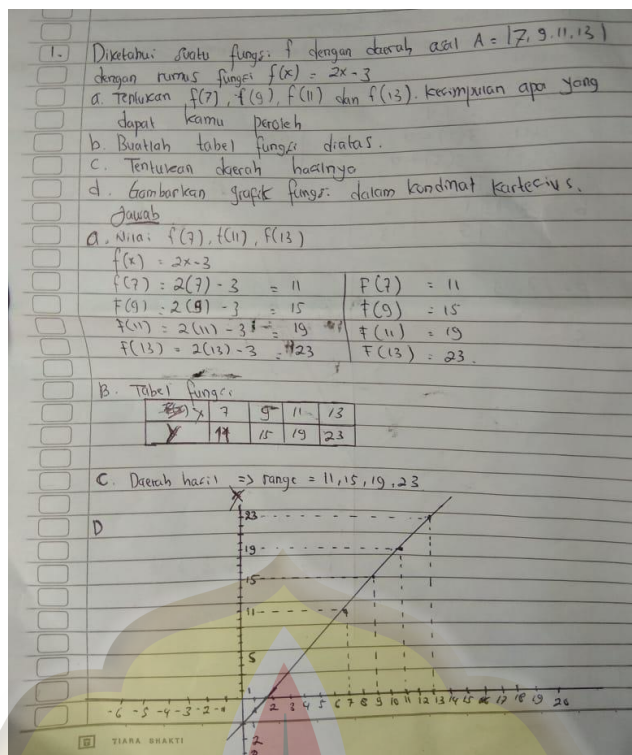 1. Diketahui suatu fungsi f dengan daerah asal A = {7, 9. 11, 13}
dengan rumus fungsi f(x) = 2x - 3
a. Tentukan f(7), f(9), f(11) dan f(13). kesimpulan apa yang
dapat kamu peroleh
b. Buatlah tabel fungsi diatas.
c. Tentukan daerah hasilnya
d. Gambarkan grafik fungsi dalam kordinat kartecius.
Jawab
a. Nilai f(7), f(11), f(13)
f(x) = 2x - 3
f(7) = 2(7) - 3 = 11 F(7) = 11
F(9) = 2(9) - 3 = 15 f(9) = 15
f(11) = 2(11) - 3 = 19 f(11) = 19
f(13) = 2(13) - 3 = 23 F(13) = 23.
B. Tabel fungsi
x 7 9 11 13
y 11 15 19 23
C. Daerah hasil => range = 11, 15, 19, 23
D
23
19
15
11
5
1
-6 -5 -4 -3 -2 -1 2 3 4 5 6 7 8 9 10 11 12 13 14 15 16 17 18 19 20
2
TIARA BHAKTI